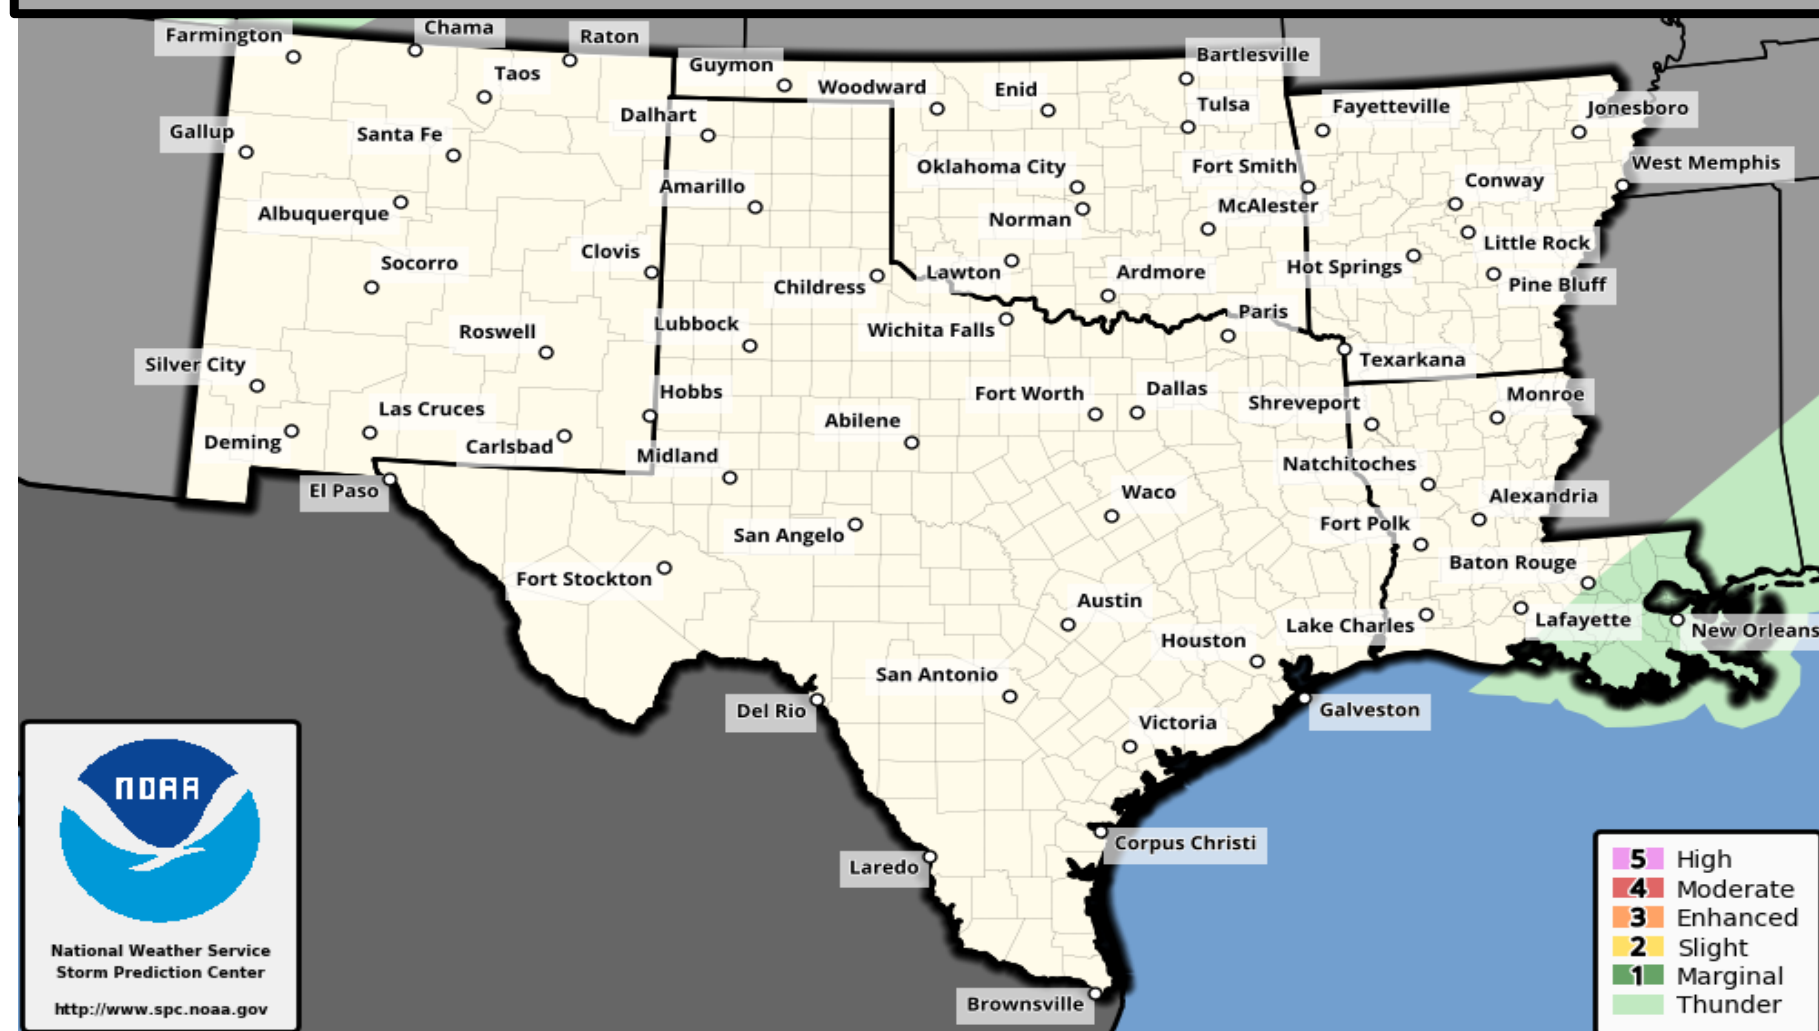 Farmington
Chama
Raton
Taos
Guymon
Woodward
Enid
Bartlesville
Tulsa
Fayetteville
Jonesboro
Dalhart
Gallup
Santa Fe
Oklahoma City
Fort Smith
West Memphis
Conway
Amarillo
Albuquerque
Norman
McAlester
Little Rock
Clovis
Socorro
Childress
Lawton
Ardmore
Hot Springs
Pine Bluff
Paris
Roswell
Lubbock
Wichita Falls
Texarkana
Silver City
Hobbs
Fort Worth
Dallas
Shreveport
Monroe
Las Cruces
Abilene
Deming
Carlsbad
Midland
Natchitoches
El Paso
Waco
Alexandria
San Angelo
Fort Polk
Fort Stockton
Baton Rouge
Austin
Lake Charles
Lafayette
New Orleans
Houston
San Antonio
Del Rio
Victoria
Galveston
Corpus Christi
Laredo
Brownsville
NOAA
National Weather Service
Storm Prediction Center
http://www.spc.noaa.gov
5 High
4 Moderate
3 Enhanced
2 Slight
1 Marginal
Thunder